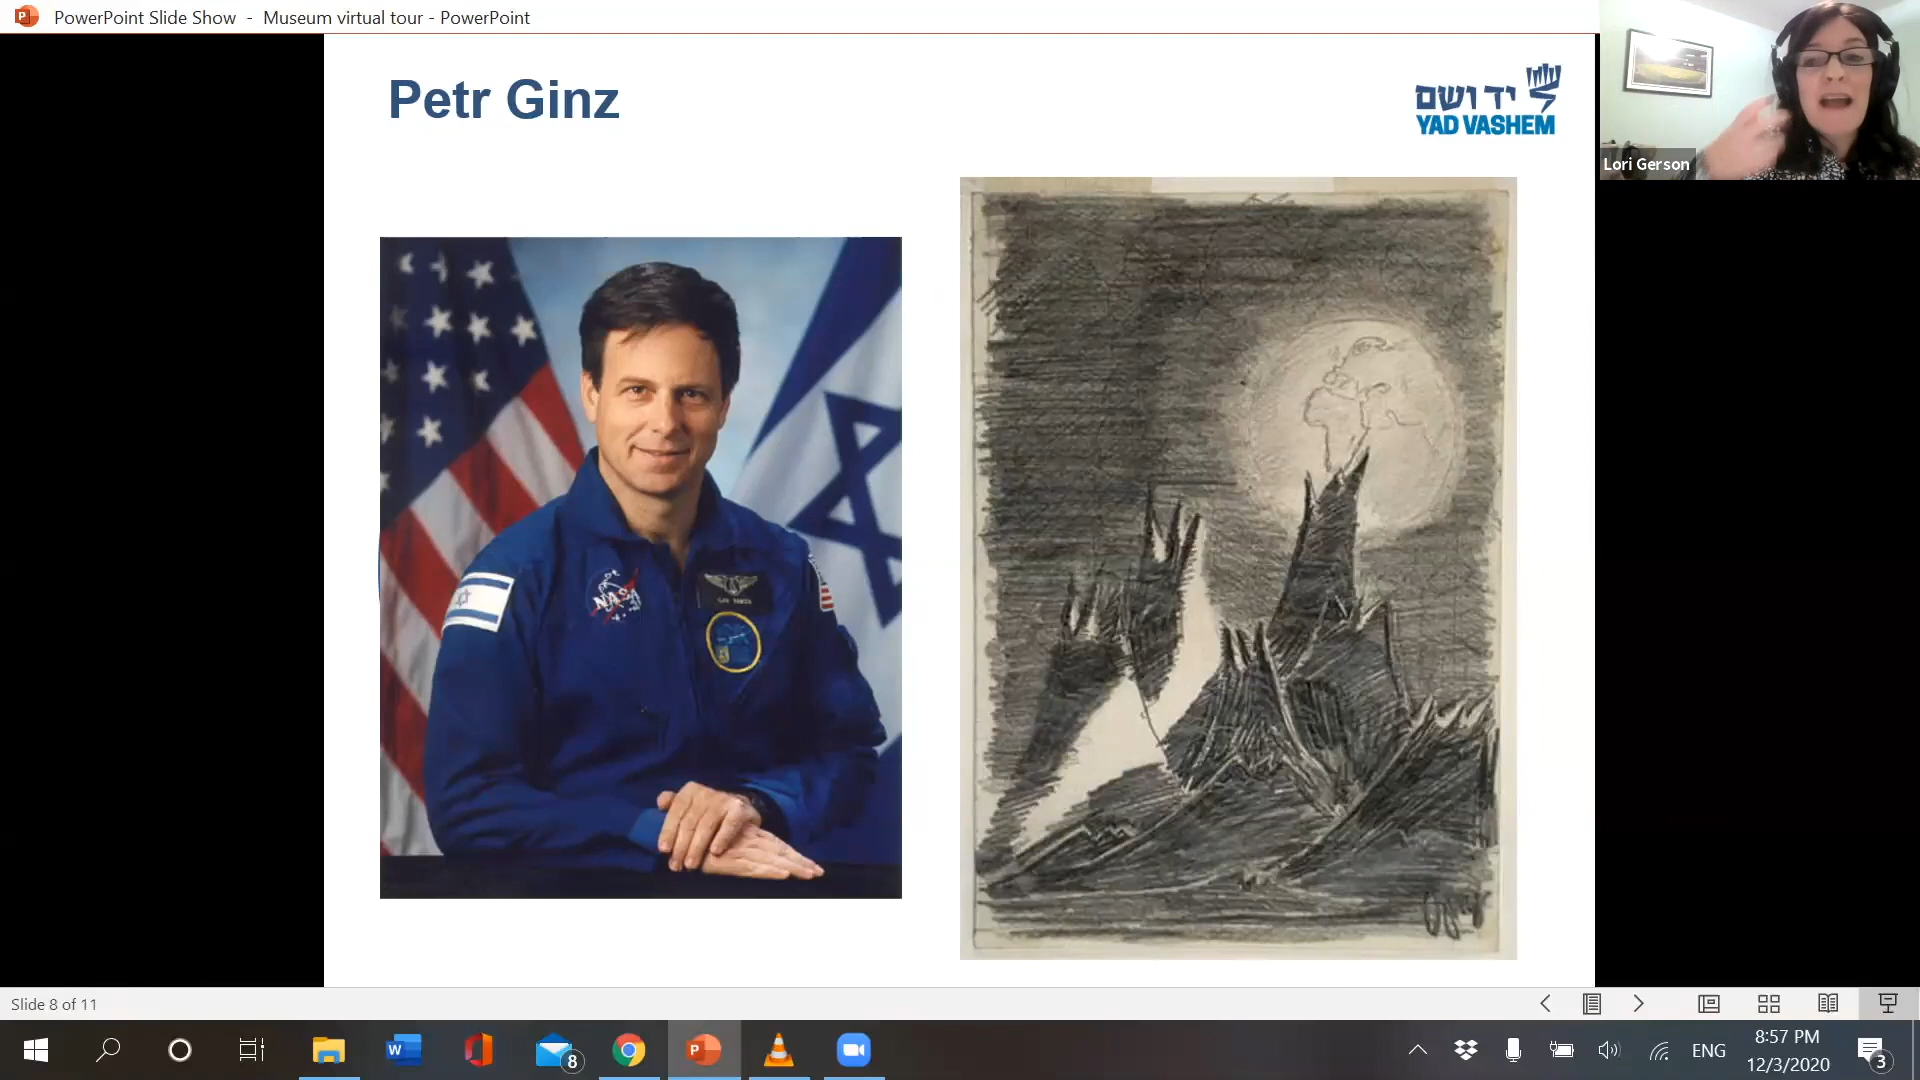 PowerPoint Slide Show - Museum virtual tour - PowerPoint
Petr Ginz
יד ושם
YAD VASHEM
Lori Gerson
NASA
Slide 8 of 11
8
ENG
8:57 PM
12/3/2020
3